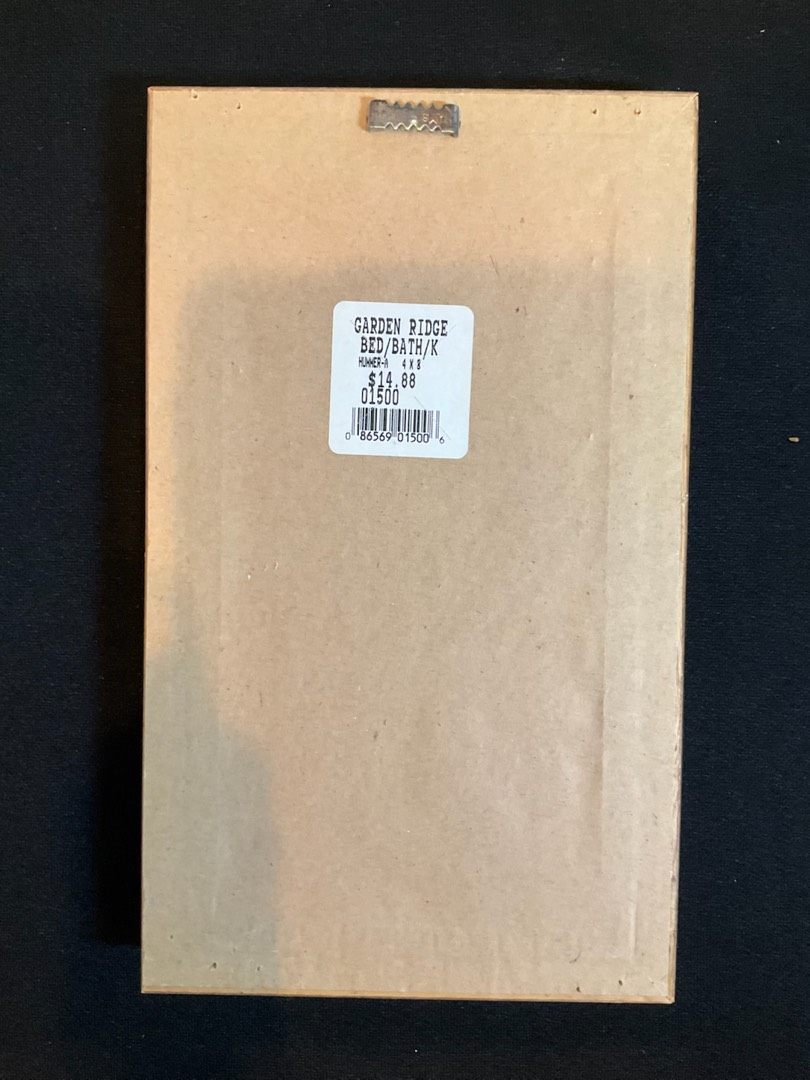 GARDEN RIDGE
BED/BATH/K
HUMMER-A 4 X 8
$14.88
01500
0 86569 01500 6